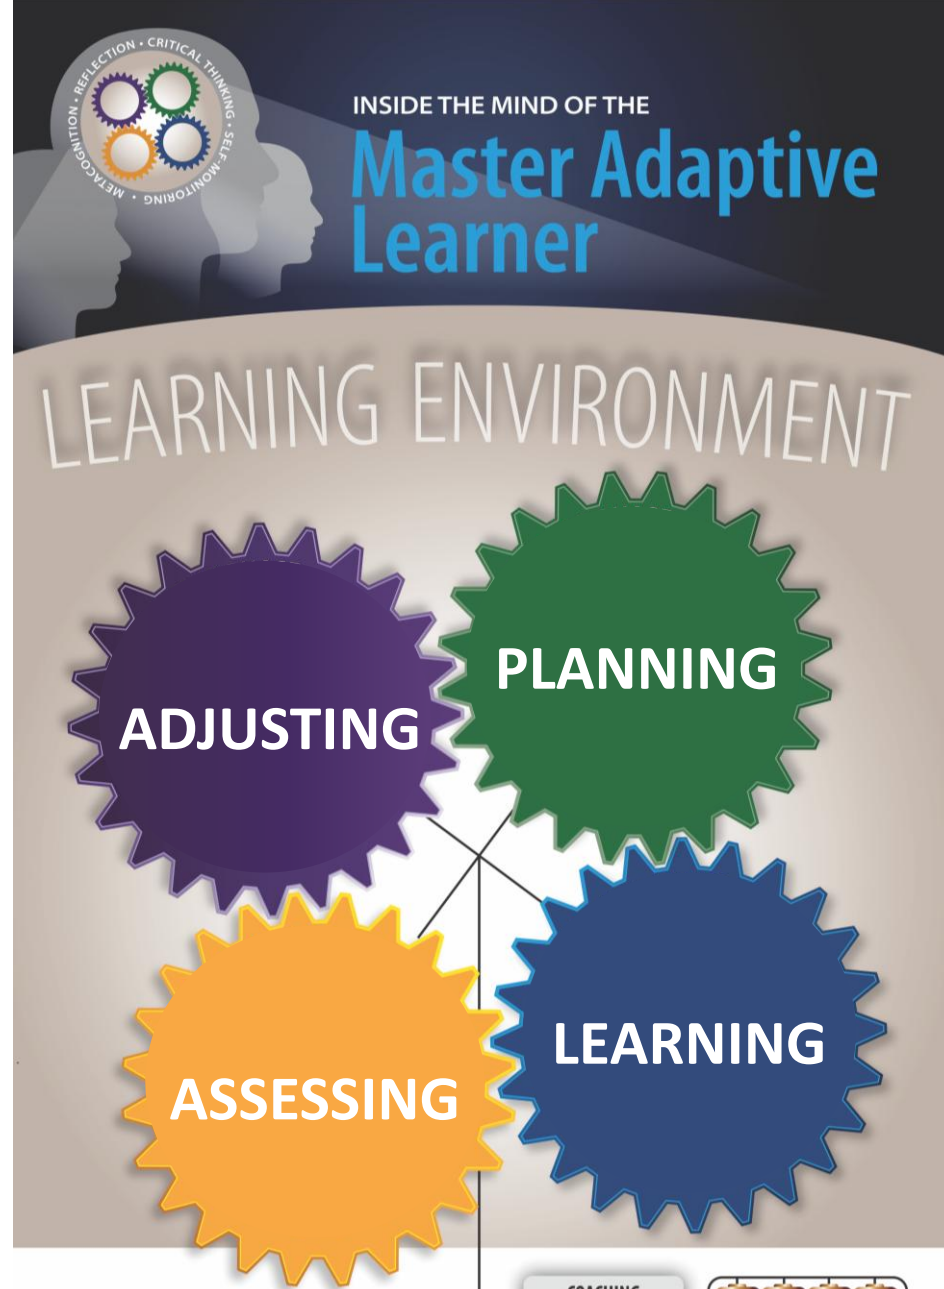 REFLECTION • CRITICAL THINKING • SELF-MONITORING • METACOGNITION •
INSIDE THE MIND OF THE
Master Adaptive
Learner
LEARNING ENVIRONMENT
PLANNING
ADJUSTING
LEARNING
ASSESSING
COACHING